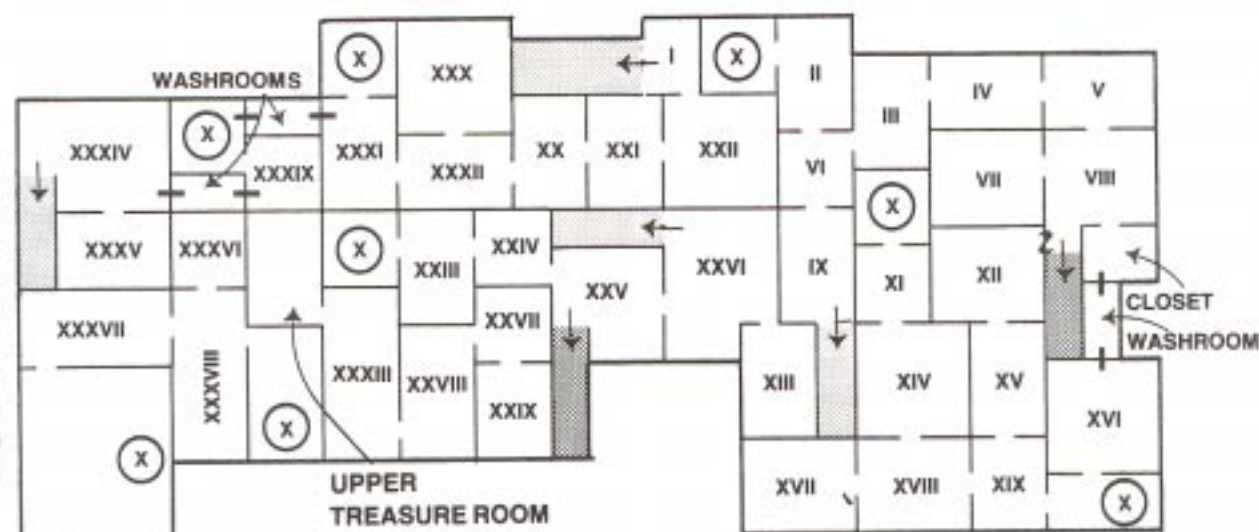 X
XXX
I
X
II
WASHROOMS
IV
V
III
XXXIV
X
XXXIX
XXXI
XXXII
XX
XXI
XXII
VI
VII
VIII
X
XXXV
XXXVI
X
XXIII
XXIV
XXV
XXVI
IX
XI
XII
2
CLOSET
WASHROOM
XXXVII
XXXVIII
XXXIII
XXVIII
XXVII
XXIX
XIII
XIV
XV
XVI
X
X
UPPER
TREASURE ROOM
XVII
XVIII
XIX
X